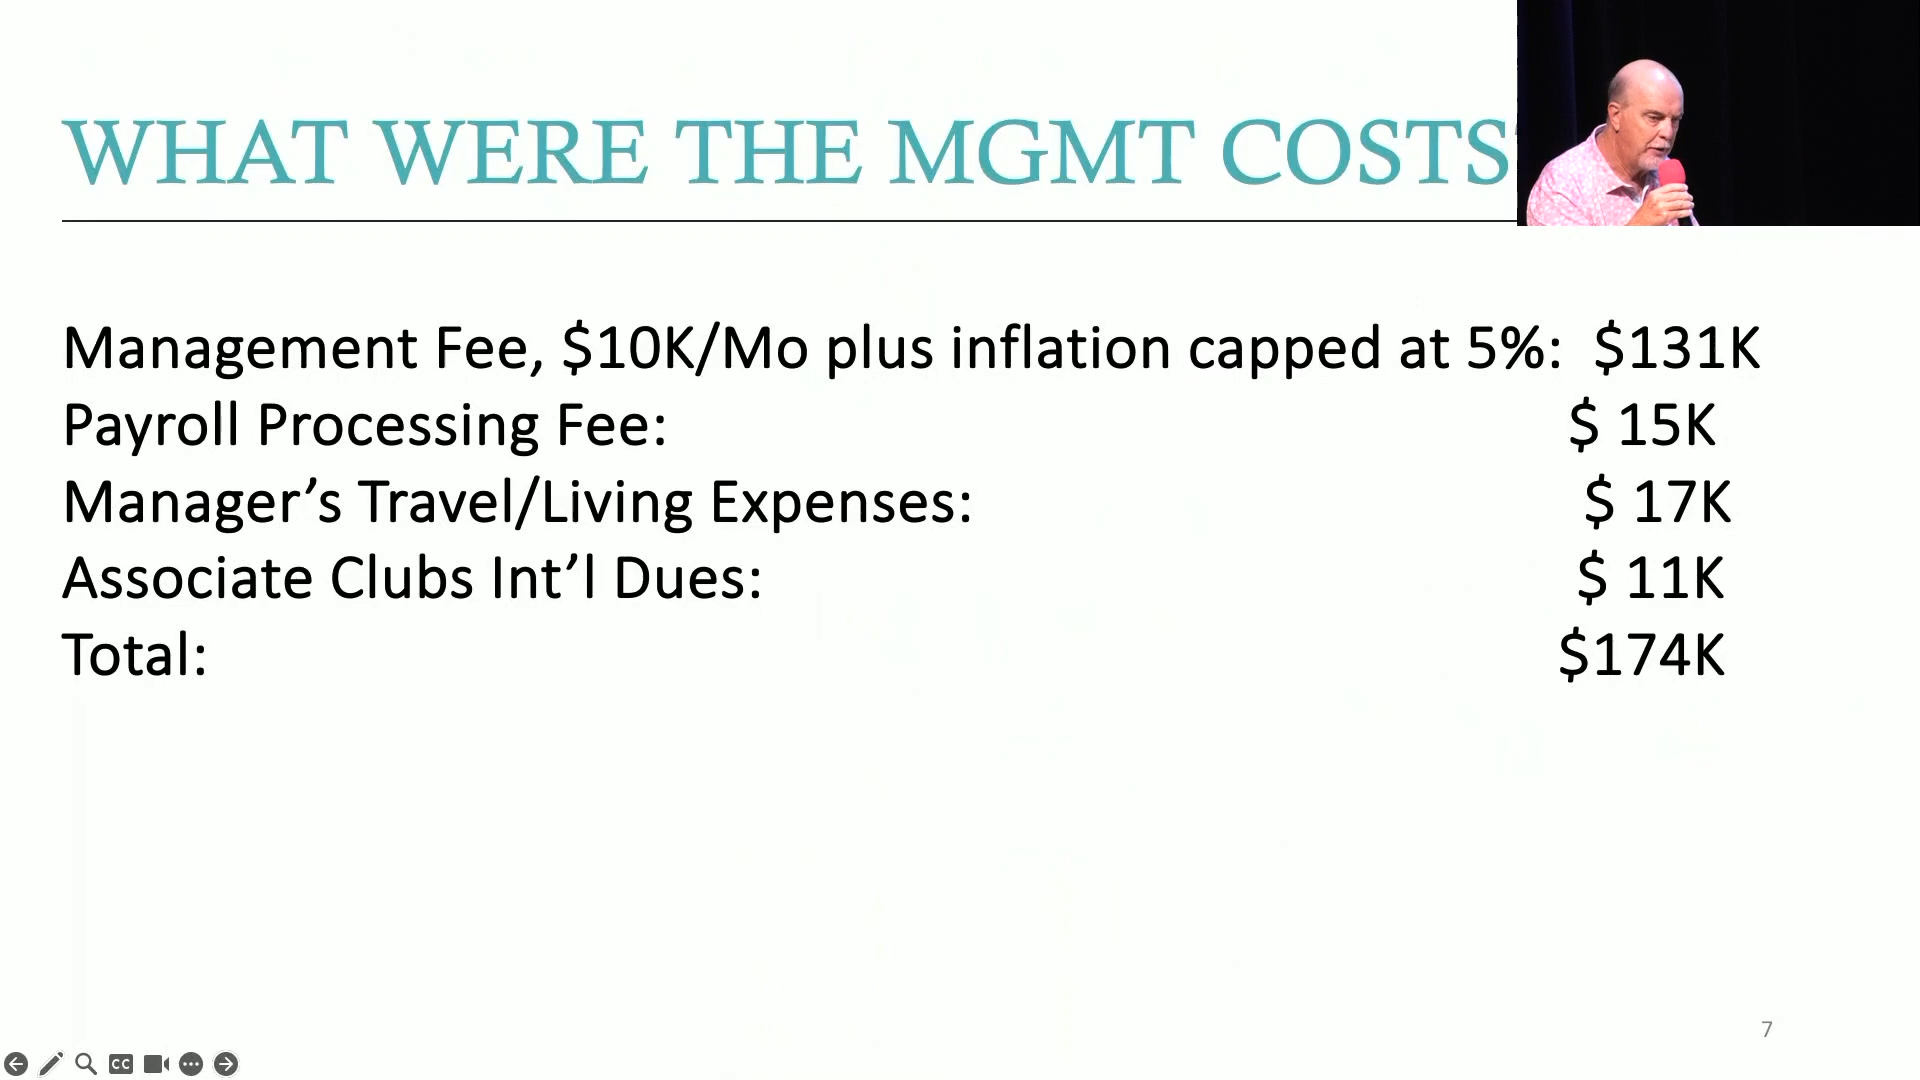 WHAT WERE THE MGMT COSTS
Management Fee, $10K/Mo plus inflation capped at 5%: $131K
Payroll Processing Fee: $ 15K
Manager’s Travel/Living Expenses: $ 17K
Associate Clubs Int’l Dues: $ 11K
Total: $174K
7
CC